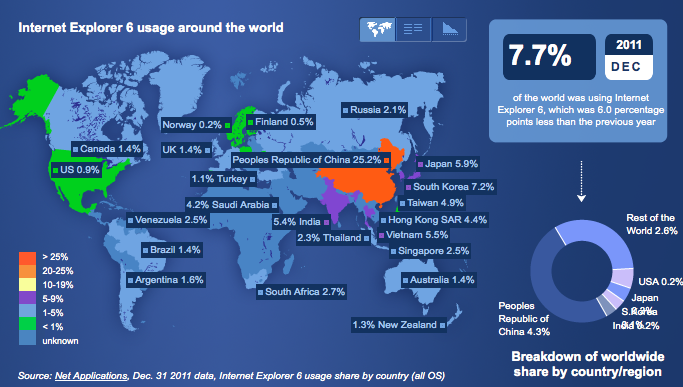 Internet Explorer 6 usage around the world
7.7%
2011
DEC
of the world was using Internet
Explorer 6, which was 6.0 percentage
points less than the previous year
Russia 2.1%
Norway 0.2%
Finland 0.5%
Canada 1.4%
UK 1.4%
Peoples Republic of China 25.2%
Japan 5.9%
US 0.9%
1.1% Turkey
South Korea 7.2%
4.2% Saudi Arabia
Taiwan 4.9%
Venezuela 2.5%
5.4% India
Hong Kong SAR 4.4%
2.3% Thailand
Vietnam 5.5%
Brazil 1.4%
Singapore 2.5%
Argentina 1.6%
South Africa 2.7%
Australia 1.4%
1.3% New Zealand
> 25%
20-25%
10-19%
5-9%
1-5%
< 1%
unknown
Rest of the
World 2.6%
USA 0.2%
Japan
S.Korea
India 0.2%
Peoples
Republic of
China 4.3%
Breakdown of worldwide
share by country/region
Source: Net Applications, Dec. 31 2011 data, Internet Explorer 6 usage share by country (all OS)